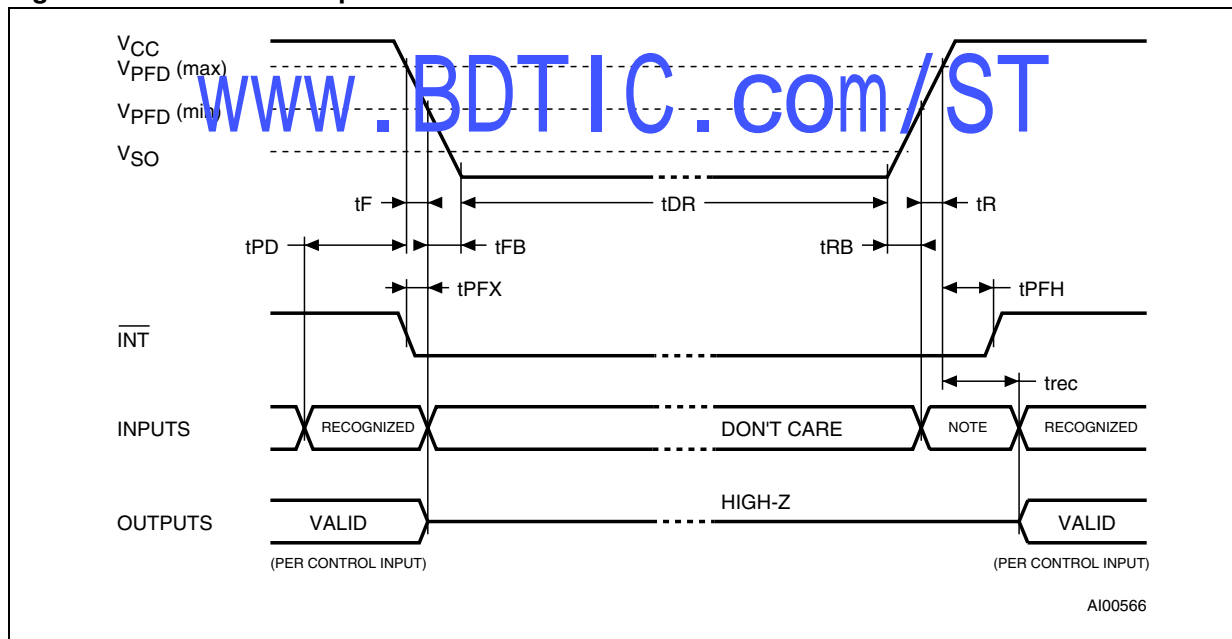 VCC
VPFD (max)
www.BDTIC.com/ST
VPFD (min)
VSO
tF
tDR
tR
tPD
tFB
tRB
tPFX
tPFH
INT
trec
INPUTS
RECOGNIZED
DON'T CARE
NOTE
RECOGNIZED
HIGH-Z
OUTPUTS
VALID
VALID
(PER CONTROL INPUT)
(PER CONTROL INPUT)
AI00566